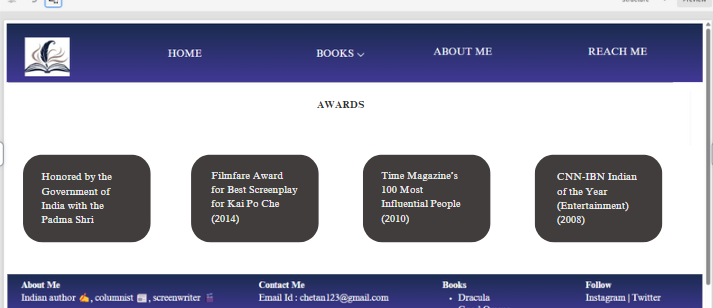 HOME BOOKS ABOUT ME REACH ME
AWARDS
Honored by the
Government of
India with the
Padma Shri
Filmfare Award
for Best Screenplay
for Kai Po Che
(2014)
Time Magazine's
100 Most
Influential People
(2010)
CNN-IBN Indian
of the Year
(Entertainment)
(2008)
About Me
Indian author ✍, columnist 📰, screenwriter
Contact Me
Email Id : chetan123@gmail.com
Books
• Dracula
Follow
Instagram | Twitter